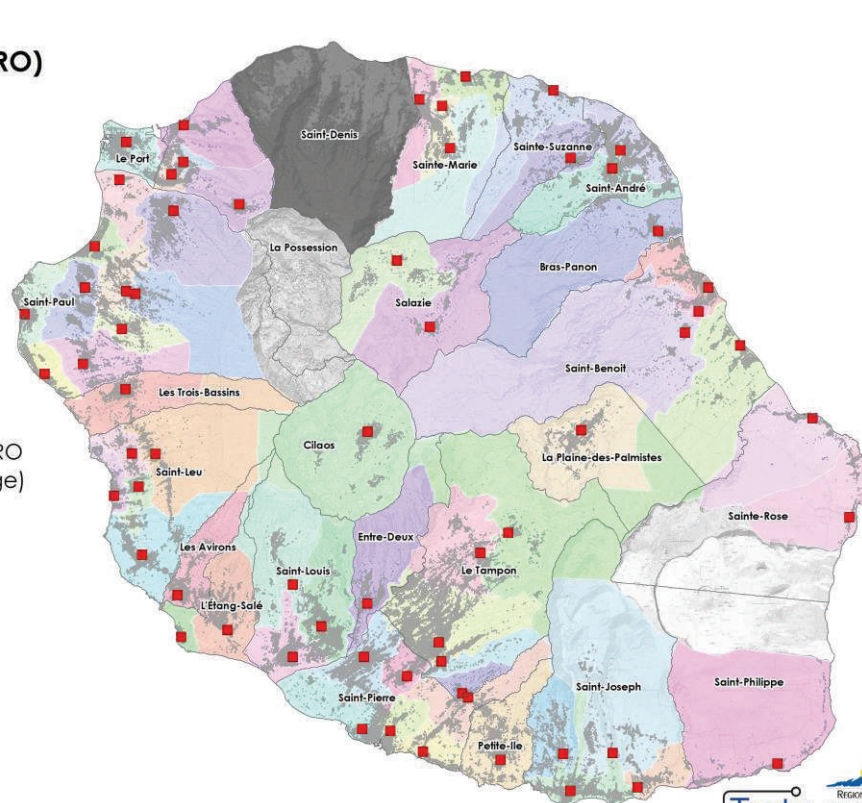 RO)
Saint-Denis
Le Port
Sainte-Marie
Sainte-Suzanne
Saint-André
La Possession
Bras-Panon
Saint-Paul
Salazie
Saint-Benoit
Les Trois-Bassins
Cilaos
La Plaine-des-Palmistes
RO
ge)
Saint-Leu
Sainte-Rose
Les Avirons
Entre-Deux
Saint-Louis
Le Tampon
L'Étang-Salé
Saint-Philippe
Saint-Joseph
Saint-Pierre
Petite-Ile